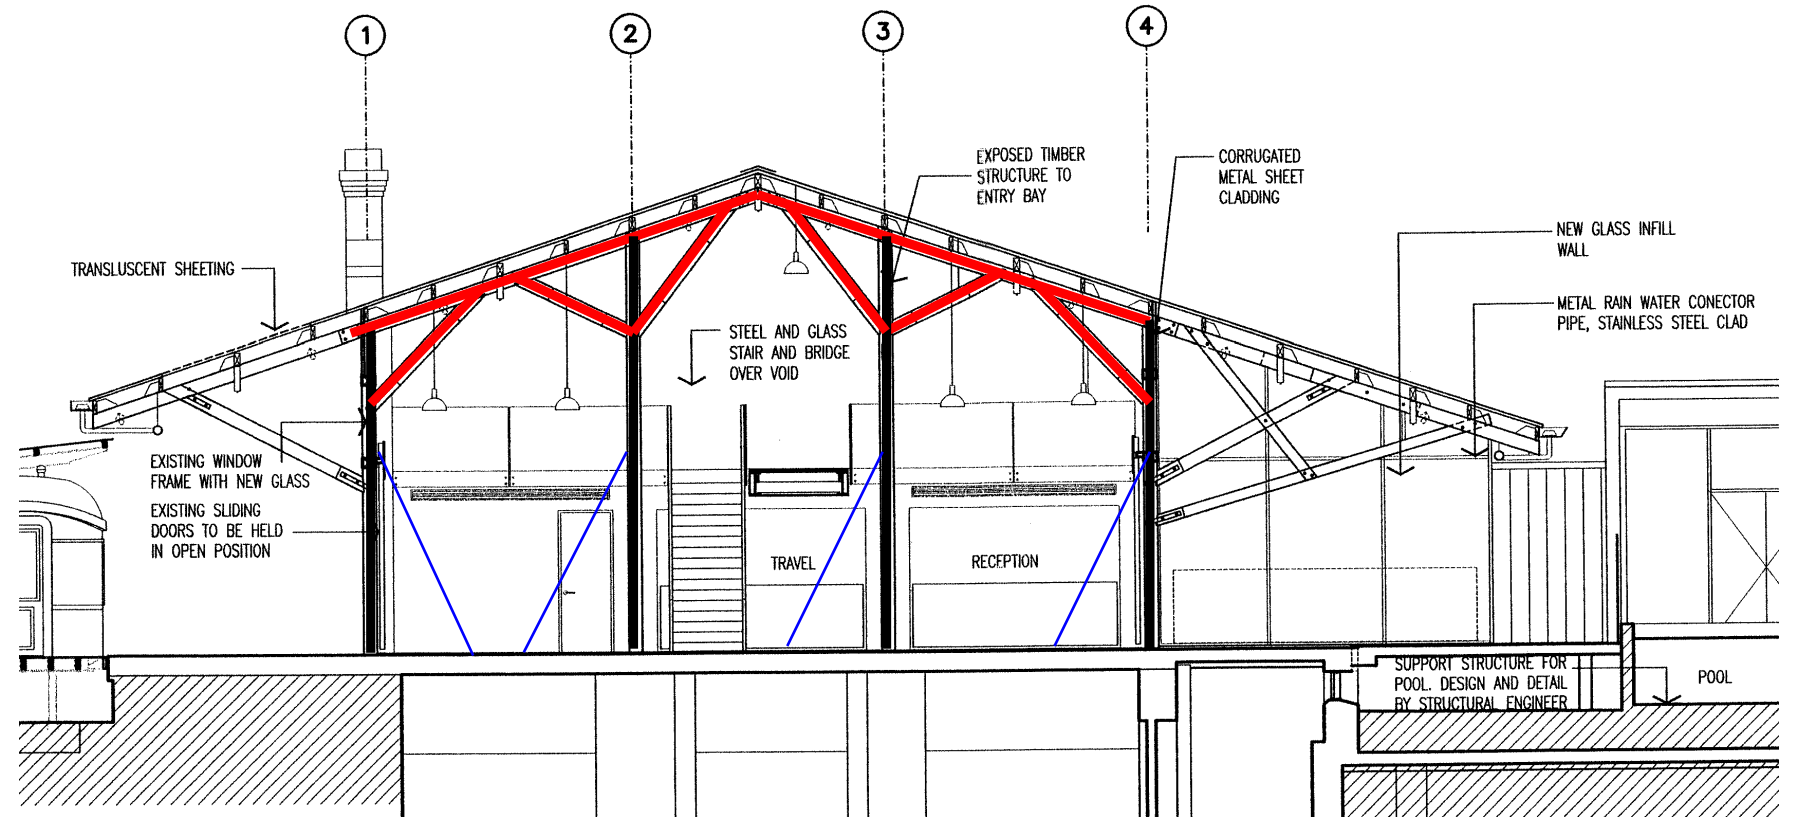 1
2
3
4
EXPOSED TIMBER
STRUCTURE TO
ENTRY BAY
CORRUGATED
METAL SHEET
CLADDING
NEW GLASS INFILL
WALL
TRANSLUSCENT SHEETING
METAL RAIN WATER CONECTOR
PIPE, STAINLESS STEEL CLAD
STEEL AND GLASS
STAIR AND BRIDGE
OVER VOID
EXISTING WINDOW
FRAME WITH NEW GLASS
EXISTING SLIDING
DOORS TO BE HELD
IN OPEN POSITION
TRAVEL
RECEPTION
SUPPORT STRUCTURE FOR
POOL. DESIGN AND DETAIL
BY STRUCTURAL ENGINEER
POOL